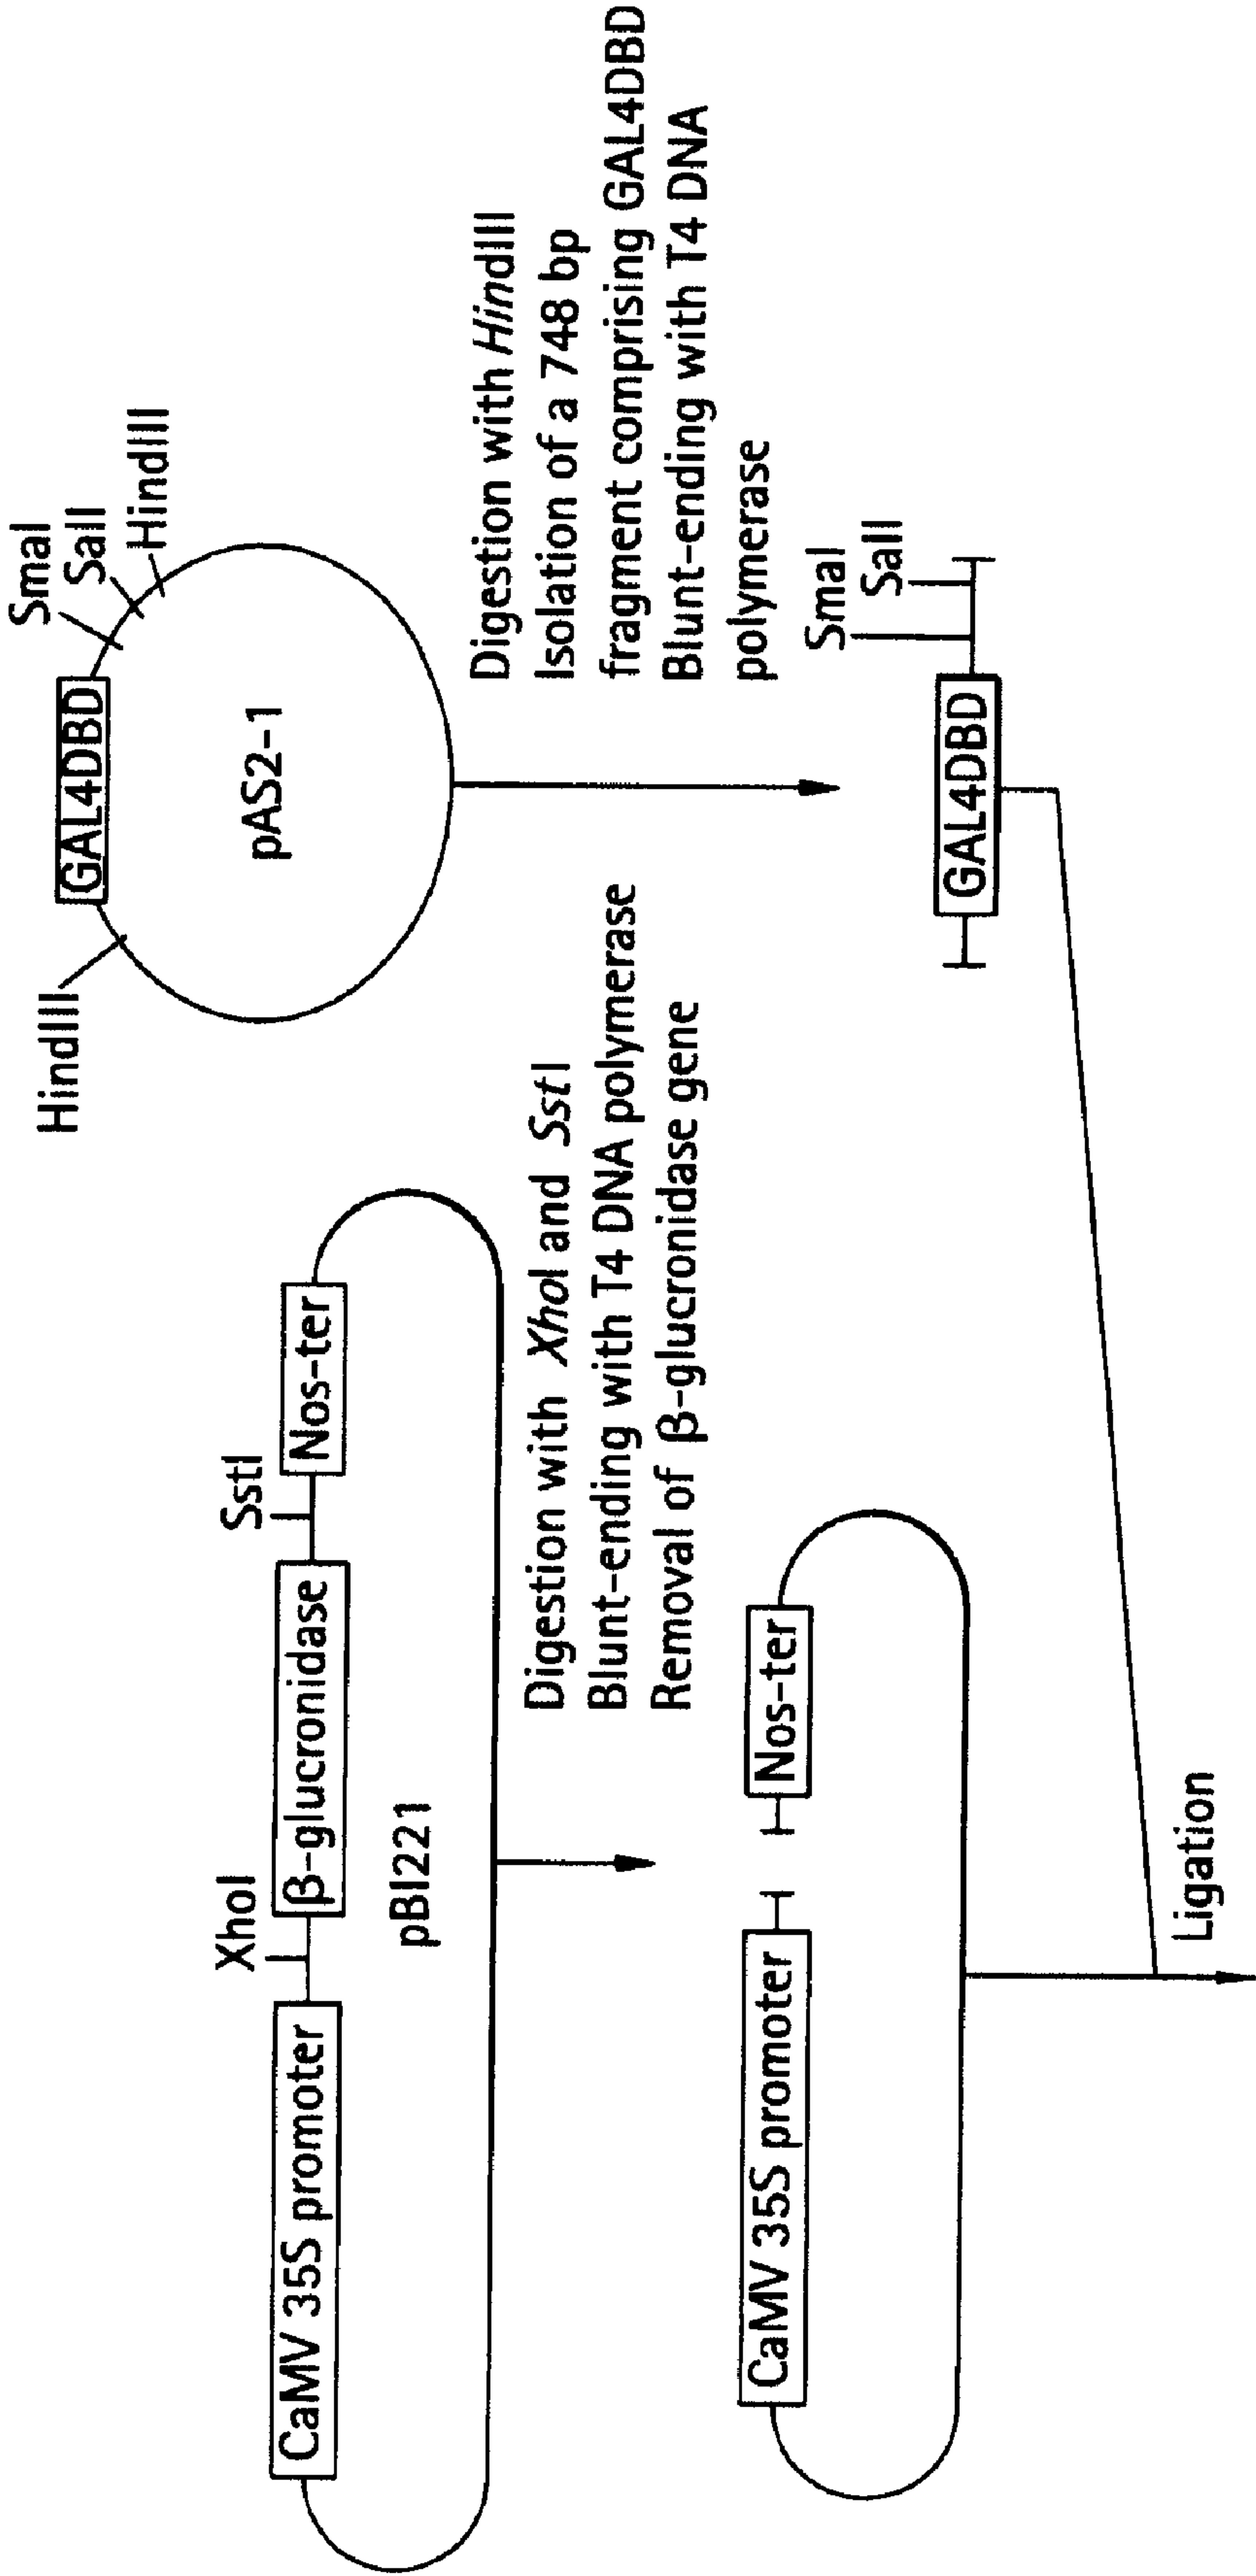 XhoI
SstI
CaMV 35S promoter
β-glucronidase
Nos-ter
pBI221
Digestion with XhoI and SstI
Blunt-ending with T4 DNA polymerase
Removal of β-glucronidase gene
HindIII
GAL4DBD
SmaI
SalI
HindIII
pAS2-1
Digestion with HindIII
Isolation of a 748 bp
fragment comprising GAL4DBD
Blunt-ending with T4 DNA
polymerase
CaMV 35S promoter
Nos-ter
SmaI
SalI
GAL4DBD
Ligation